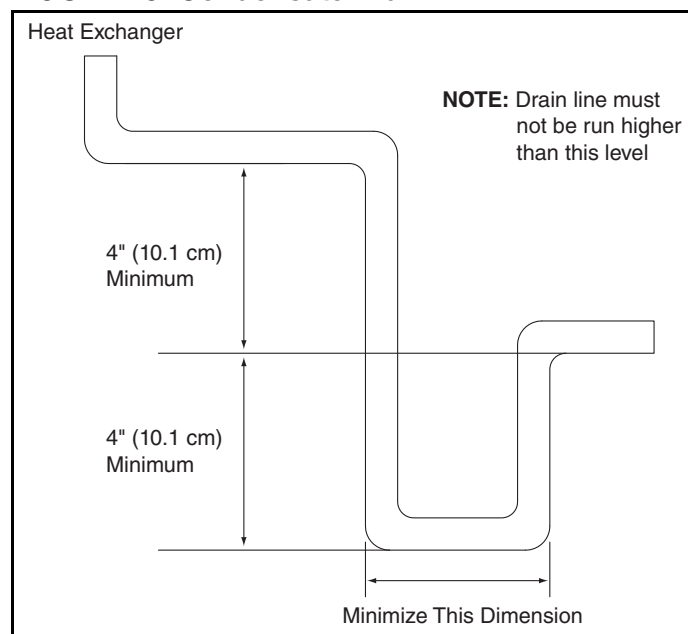 Heat Exchanger
NOTE: Drain line must
not be run higher
than this level
4" (10.1 cm)
Minimum
4" (10.1 cm)
Minimum
Minimize This Dimension